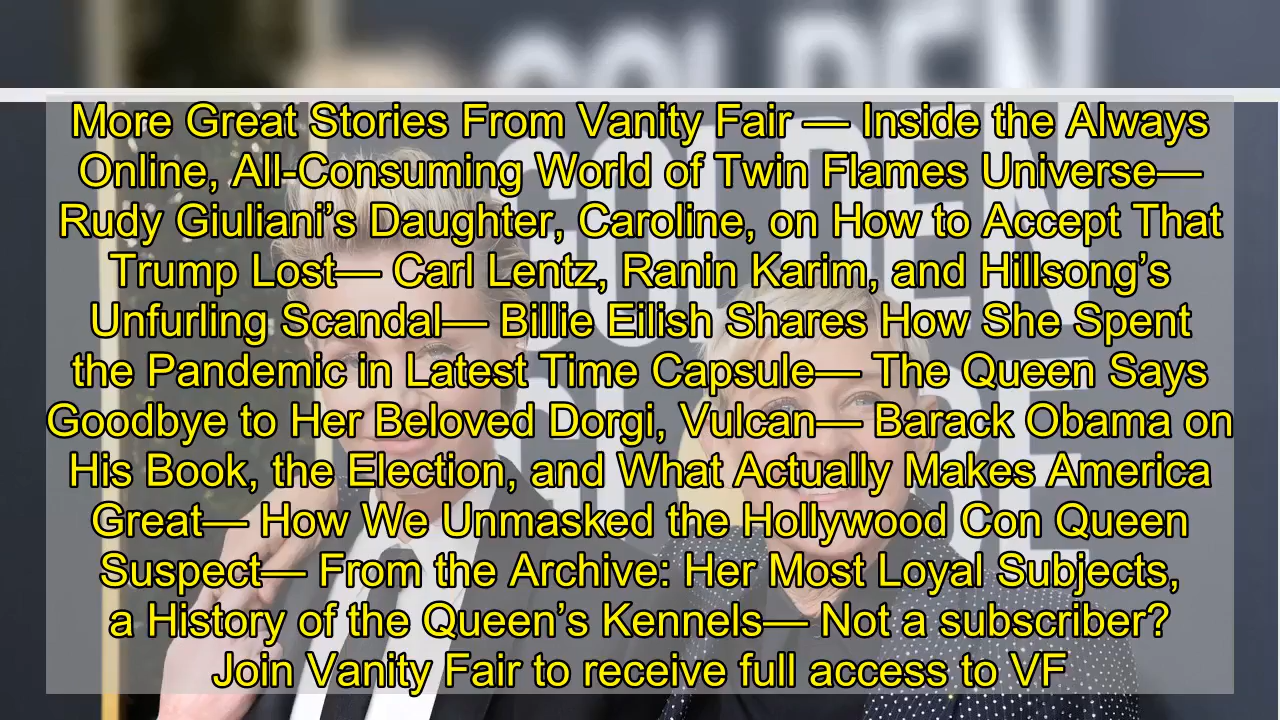 GOLDEN
GOLDEN
More Great Stories From Vanity Fair — Inside the Always
Online, All-Consuming World of Twin Flames Universe—
Rudy Giuliani’s Daughter, Caroline, on How to Accept That
Trump Lost— Carl Lentz, Ranin Karim, and Hillsong’s
Unfurling Scandal— Billie Eilish Shares How She Spent
the Pandemic in Latest Time Capsule— The Queen Says
Goodbye to Her Beloved Dorgi, Vulcan— Barack Obama on
His Book, the Election, and What Actually Makes America
Great— How We Unmasked the Hollywood Con Queen
Suspect— From the Archive: Her Most Loyal Subjects,
a History of the Queen’s Kennels— Not a subscriber?
Join Vanity Fair to receive full access to VF